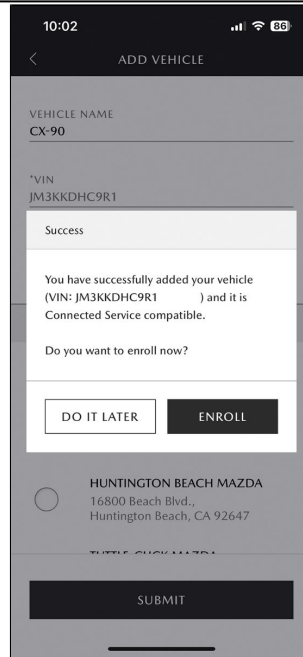 10:02
86
ADD VEHICLE
VEHICLE NAME
CX-90
*VIN
JM3KKDHC9R1
Success
You have successfully added your vehicle
(VIN: JM3KKDHC9R1 ) and it is
Connected Service compatible.
Do you want to enroll now?
DO IT LATER
ENROLL
HUNTINGTON BEACH MAZDA
16800 Beach Blvd.,
Huntington Beach, CA 92647
SUBMIT